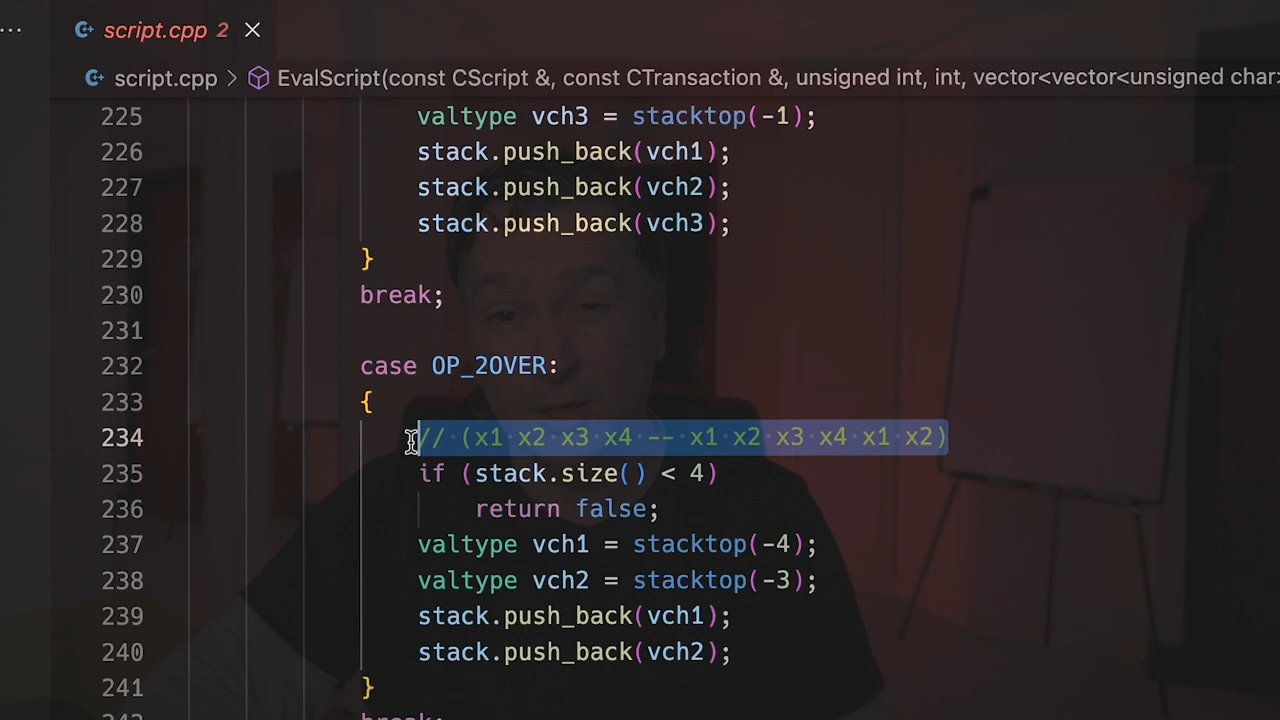 script.cpp 2
script.cpp > EvalScript(const CScript &, const CTransaction &, unsigned int, int, vector<vector<unsigned char>
225 valtype vch3 = stacktop(-1);
226 stack.push_back(vch1);
227 stack.push_back(vch2);
228 stack.push_back(vch3);
229 }
230 break;
231
232 case OP_2OVER:
233 {
234 // (x1 x2 x3 x4 -- x1 x2 x3 x4 x1 x2)
235 if (stack.size() < 4)
236 return false;
237 valtype vch1 = stacktop(-4);
238 valtype vch2 = stacktop(-3);
239 stack.push_back(vch1);
240 stack.push_back(vch2);
241 }
242 break;